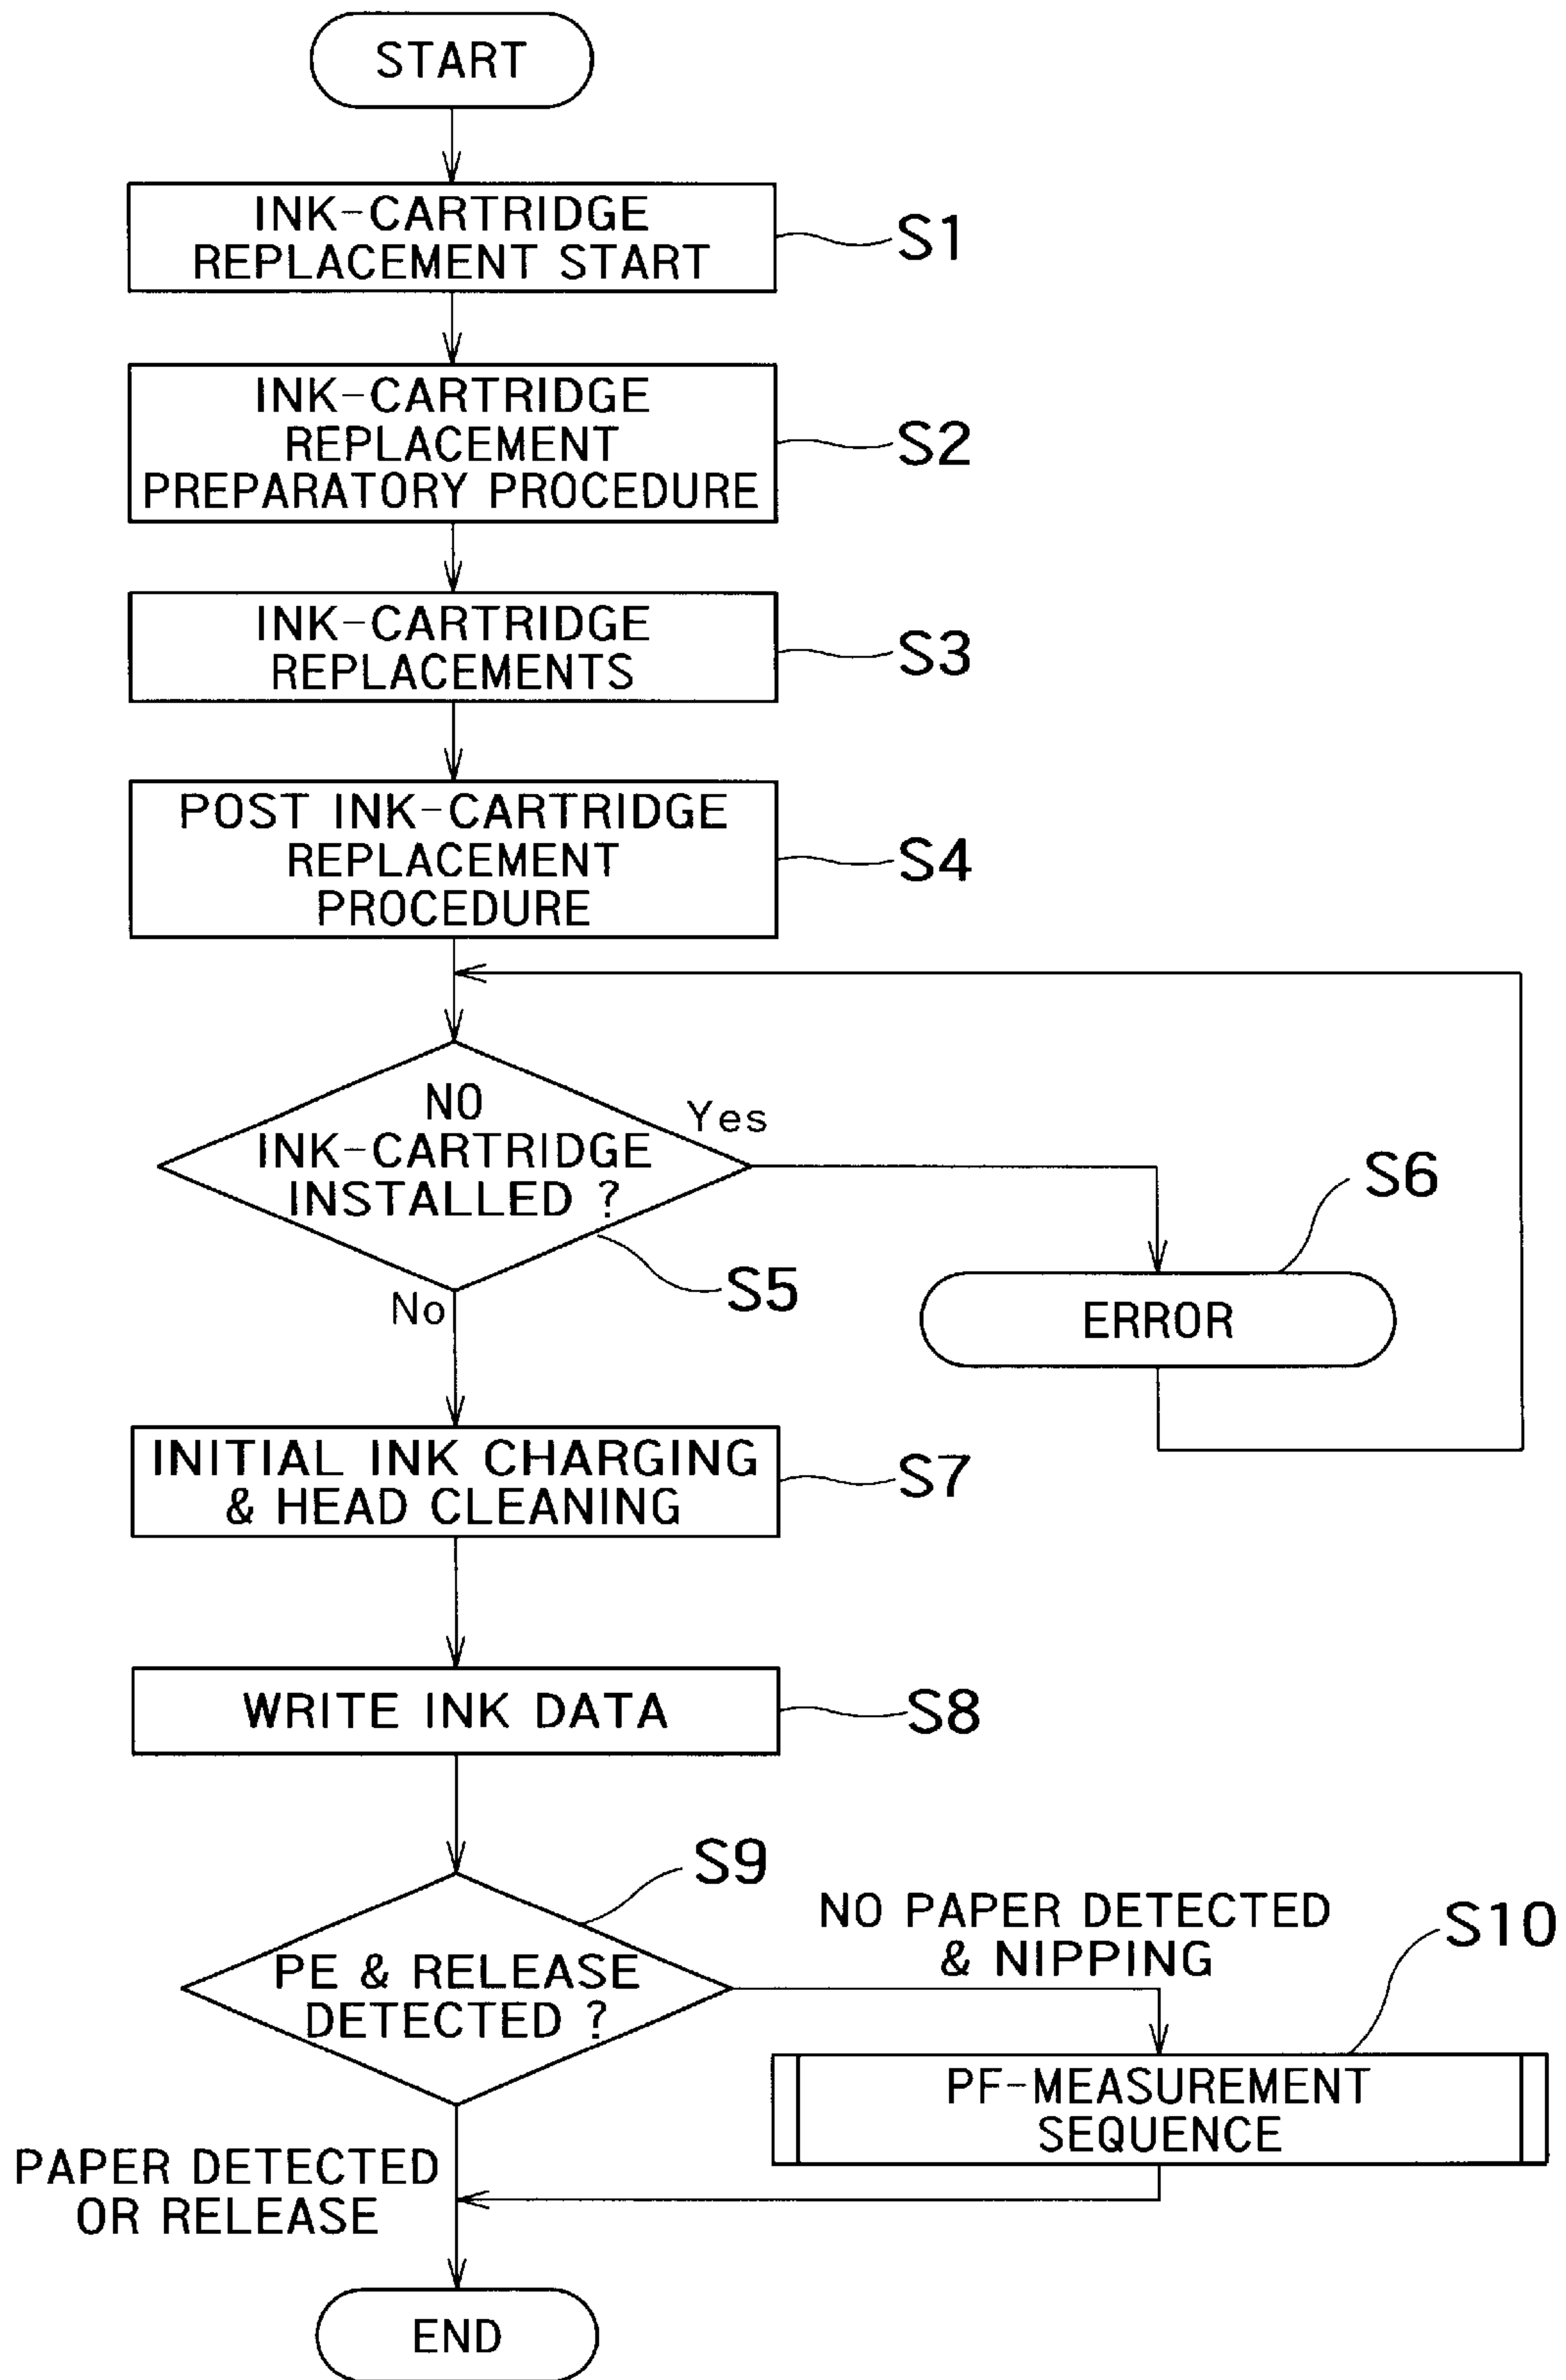 START
INK-CARTRIDGE
REPLACEMENT START
S1
INK-CARTRIDGE
REPLACEMENT
PREPARATORY PROCEDURE
S2
INK-CARTRIDGE
REPLACEMENTS
S3
POST INK-CARTRIDGE
REPLACEMENT
PROCEDURE
S4
NO
INK-CARTRIDGE
INSTALLED ?
Yes
S5
No
S6
ERROR
INITIAL INK CHARGING
& HEAD CLEANING
S7
WRITE INK DATA
S8
S9
PE & RELEASE
DETECTED ?
NO PAPER DETECTED
& NIPPING
S10
PF-MEASUREMENT
SEQUENCE
PAPER DETECTED
OR RELEASE
END